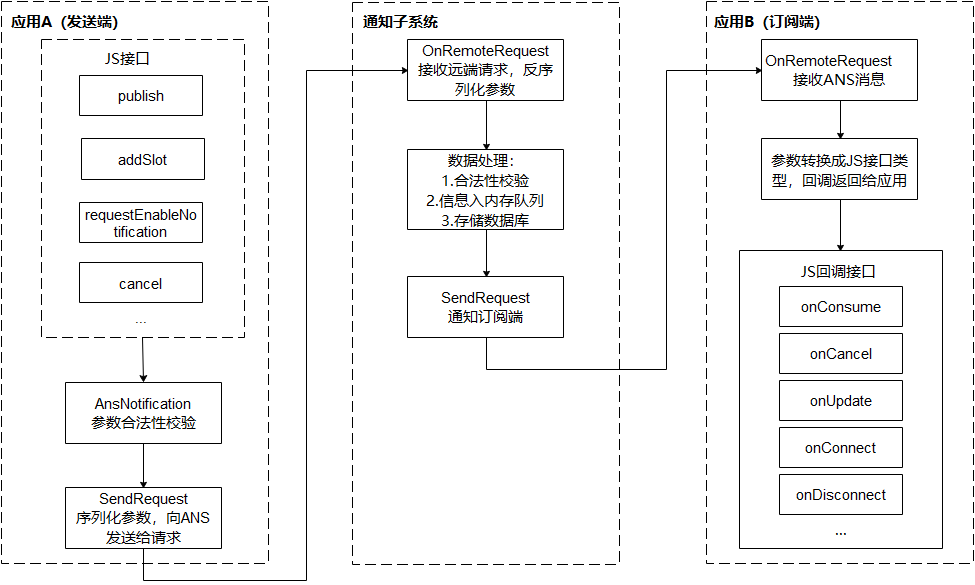 应用A（发送端）
JS接口
publish
addSlot
requestEnableNo
tification
cancel
...
AnsNotification
参数合法性校验
SendRequest
序列化参数，向ANS
发送给请求
通知子系统
OnRemoteRequest
接收远端请求，反序
列化参数
数据处理：
1.合法性校验
2.信息入内存队列
3.存储数据库
SendRequest
通知订阅端
应用B（订阅端）
OnRemoteRequest
接收ANS消息
参数转换成JS接口类
型，回调返回给应用
JS回调接口
onConsume
onCancel
onUpdate
onConnect
onDisconnect
...